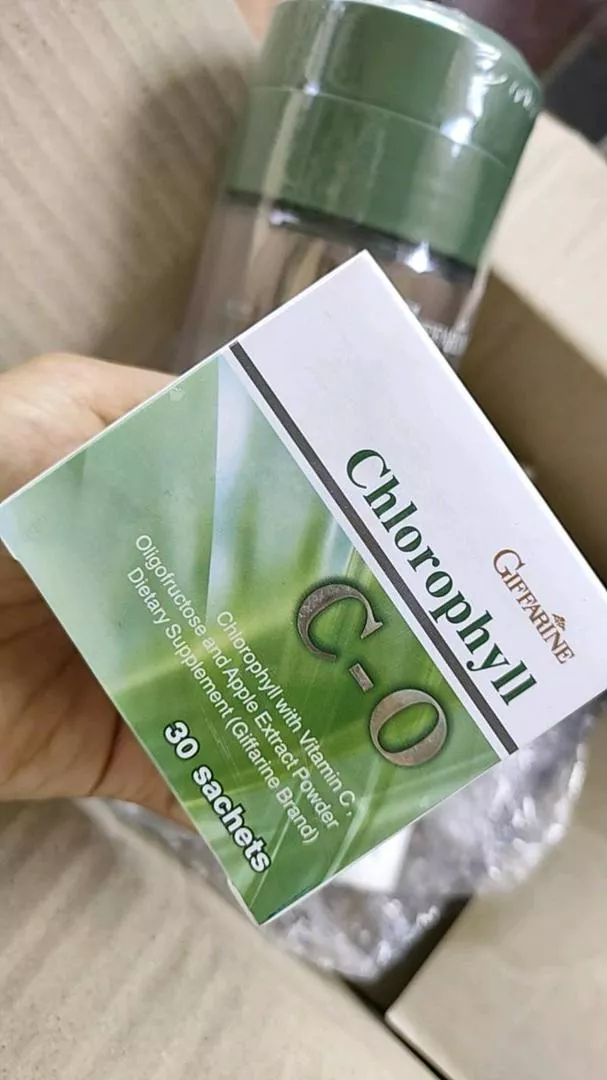 GIFFARINE
Chlorophyll
C-O
Chlorophyll with Vitamin C,
Oligofructose and Apple Extract Powder
Dietary Supplement (Giffarine Brand)
30 sachets